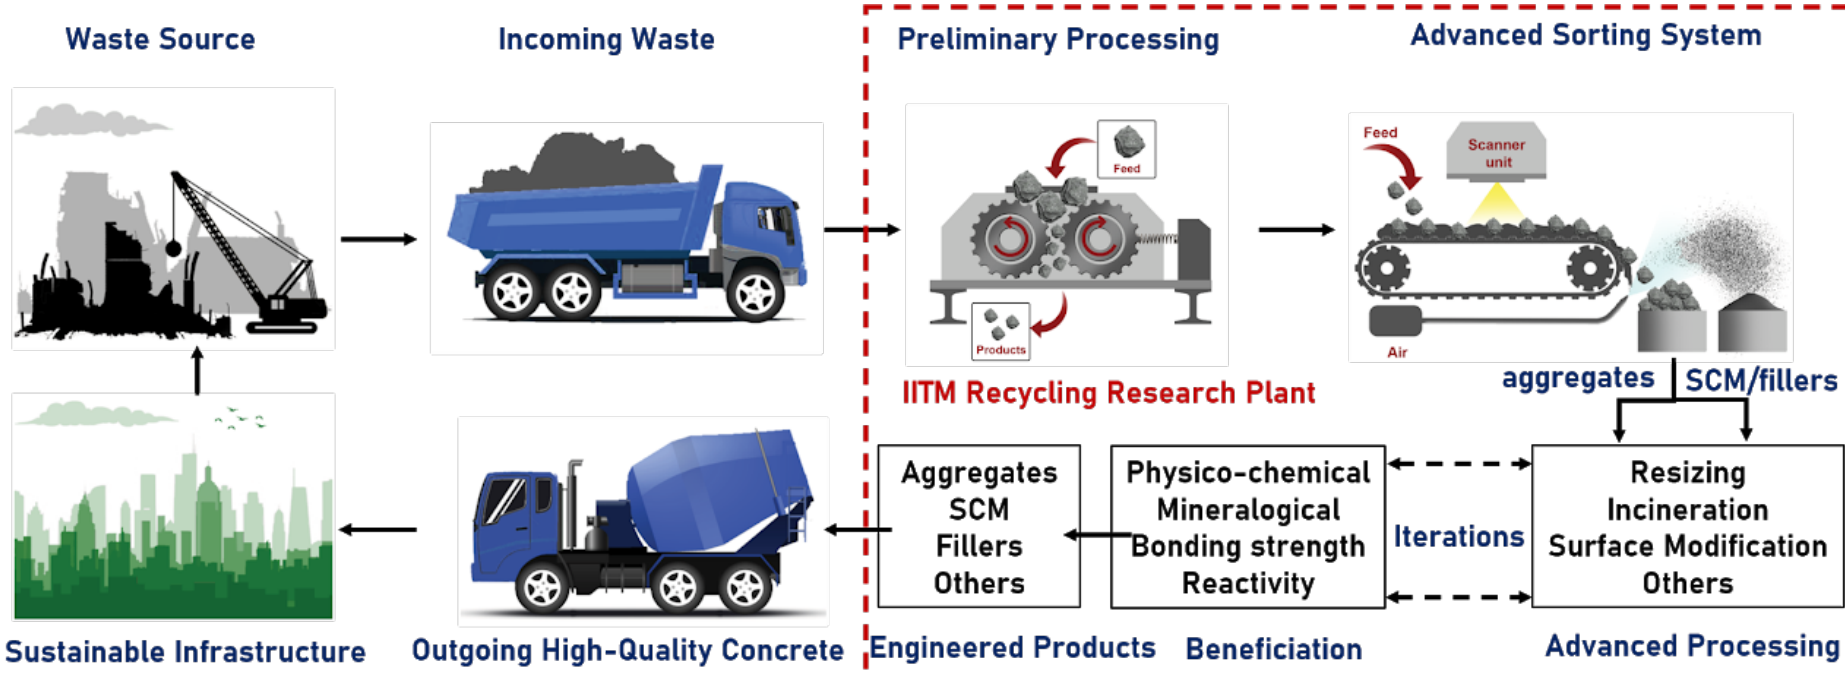 Waste Source
Incoming Waste
Preliminary Processing
Advanced Sorting System
Feed
Products
Feed
Scanner
unit
Air
IITM Recycling Research Plant
aggregates
SCM/fillers
Aggregates
SCM
Fillers
Others
Physico-chemical
Mineralogical
Bonding strength
Reactivity
Iterations
Resizing
Incineration
Surface Modification
Others
Sustainable Infrastructure
Outgoing High-Quality Concrete
Engineered Products
Beneficiation
Advanced Processing